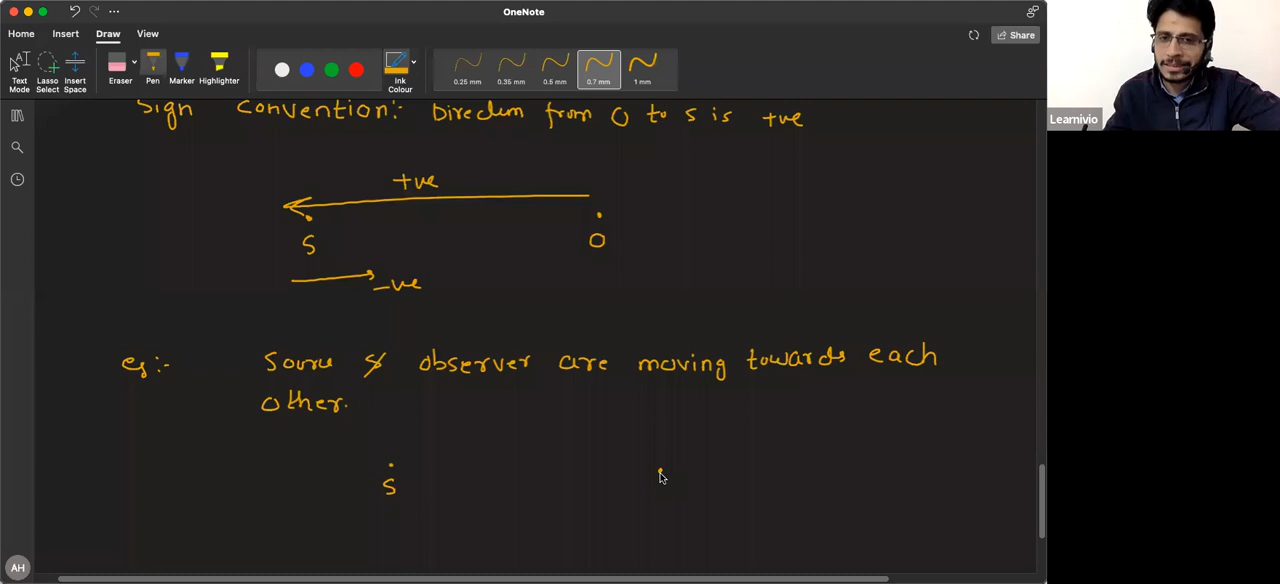 OneNote
Home Insert Draw View
Share
Text Mode
Lasso Select
Insert Space
Eraser
Pen
Marker
Highlighter
Ink Colour
0.25 mm
0.35 mm
0.5 mm
0.7 mm
1 mm
Learnivio
Sign Convention:- Direction from O to S is +ve
+ve
S
O
-ve
eg:- Source & observer are moving towards each
other.
S
AH